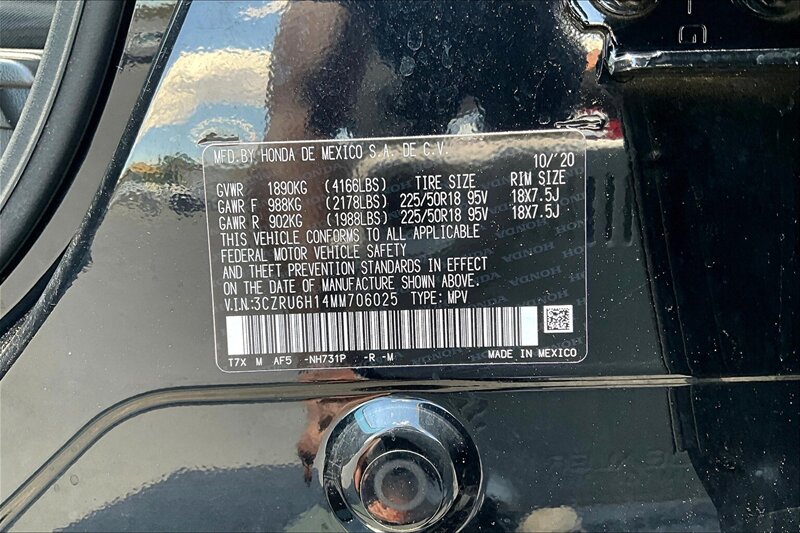 MFD.BY HONDA DE MEXICO S.A. DE C.V. 10/'20
GVWR 1890KG (4166LBS) TIRE SIZE RIM SIZE
GAWR F 988KG (2178LBS) 225/50R18 95V 18X7.5J
GAWR R 902KG (1988LBS) 225/50R18 95V 18X7.5J
THIS VEHICLE CONFORMS TO ALL APPLICABLE
FEDERAL MOTOR VEHICLE SAFETY
AND THEFT PREVENTION STANDARDS IN EFFECT
ON THE DATE OF MANUFACTURE SHOWN ABOVE.
V.I.N.:3CZRU6H14MM706025 TYPE: MPV
T7X M AF5 -NH731P -R -M MADE IN MEXICO